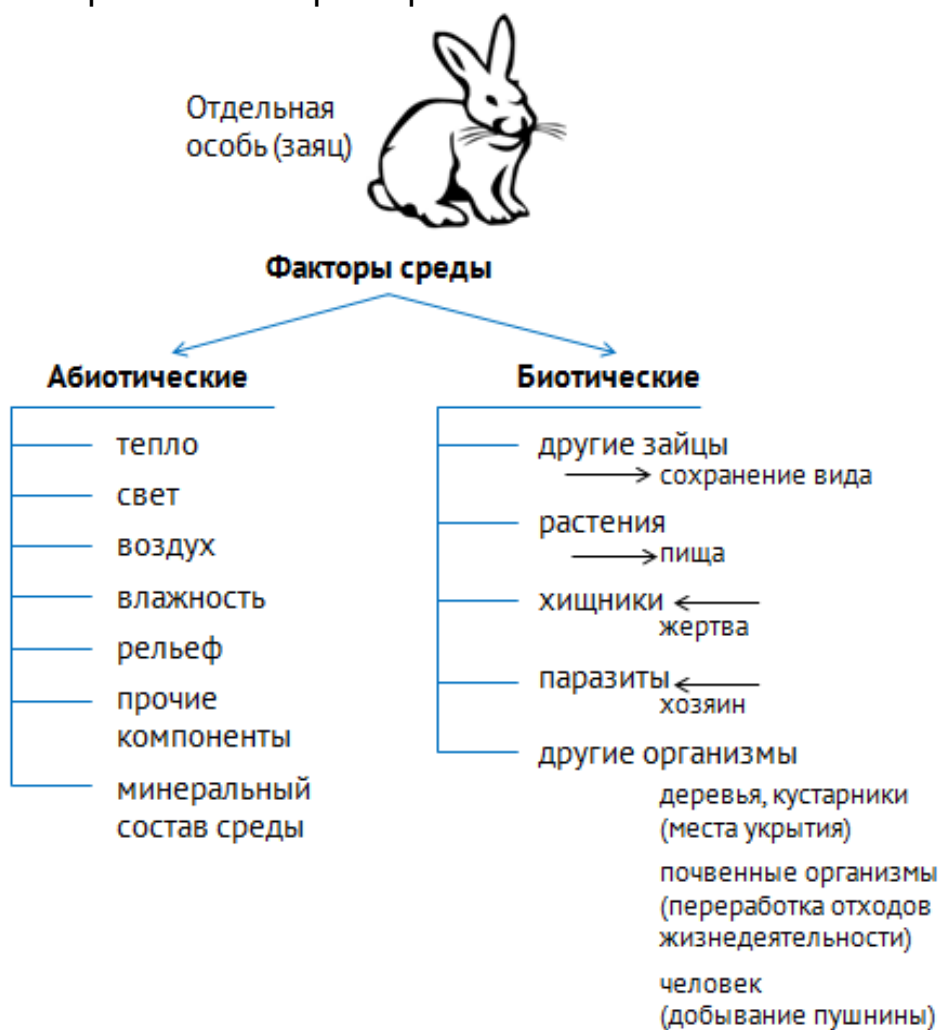 Отдельная
особь (заяц)
Факторы среды
Абиотические
тепло
свет
воздух
влажность
рельеф
прочие
компоненты
минеральный
состав среды
Биотические
другие зайцы
сохранение вида
растения
пища
хищники
жертва
паразиты
хозяин
другие организмы
деревья, кустарники
(места укрытия)
почвенные организмы
(переработка отходов
жизнедеятельности)
человек
(добывание пушнины)